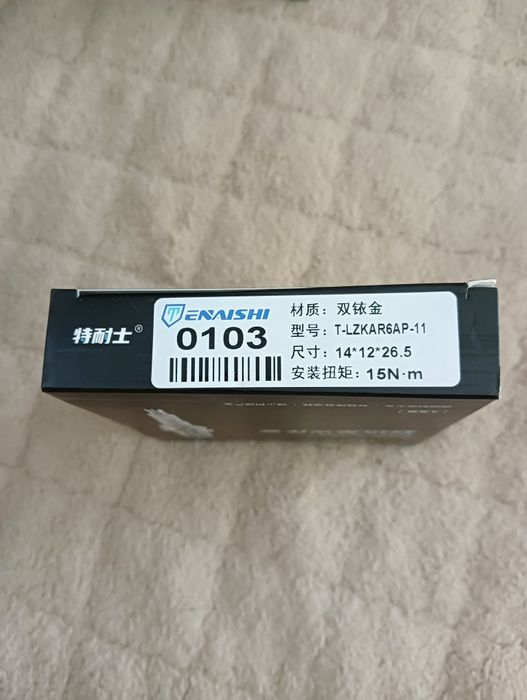 特耐士®
TENAISHI
0103
材质：双铱金
型号：T-LZKAR6AP-11
尺寸：14*12*26.5
安装扭矩：15N·m